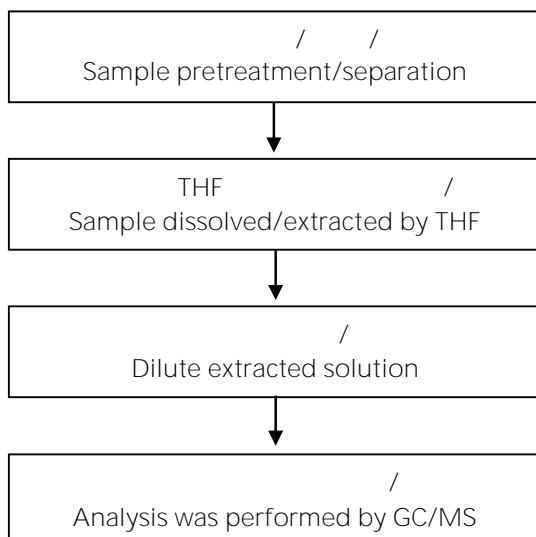 / / 
Sample pretreatment/separation
THF /
Sample dissolved/extracted by THF
/
Dilute extracted solution
/
Analysis was performed by GC/MS